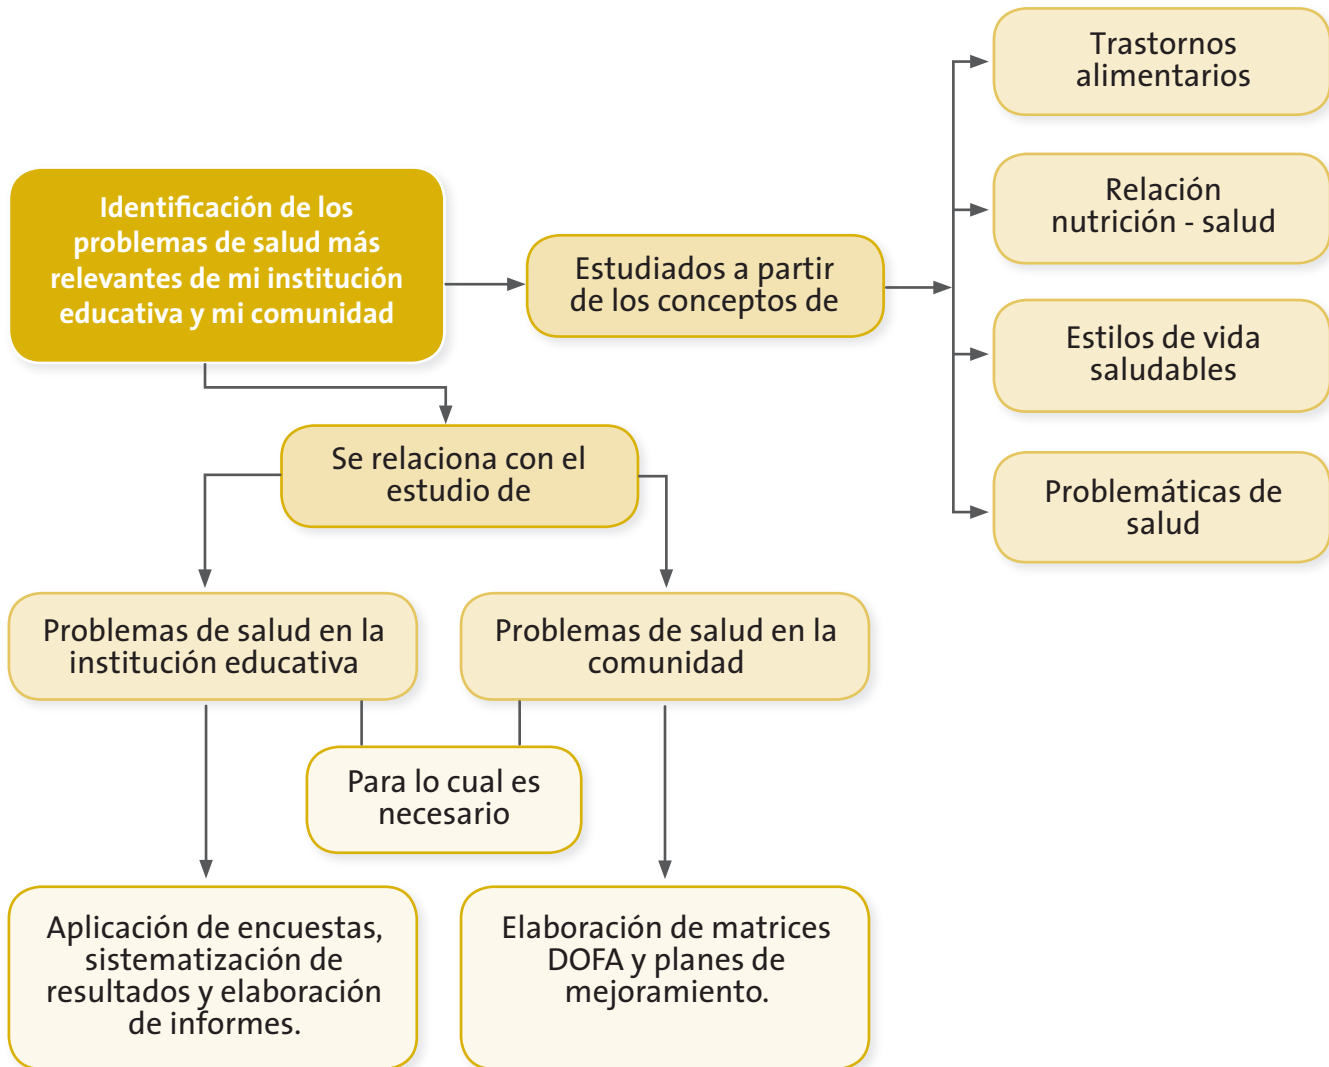 Trastornos
alimentarios
Identificación de los
problemas de salud más
relevantes de mi institución
educativa y mi comunidad
Estudiados a partir
de los conceptos de
Relación
nutrición - salud
Estilos de vida
saludables
Problemáticas de
salud
Se relaciona con el
estudio de
Problemas de salud en la
institución educativa
Problemas de salud en la
comunidad
Para lo cual es
necesario
Aplicación de encuestas,
sistematización de
resultados y elaboración
de informes.
Elaboración de matrices
DOFA y planes de
mejoramiento.